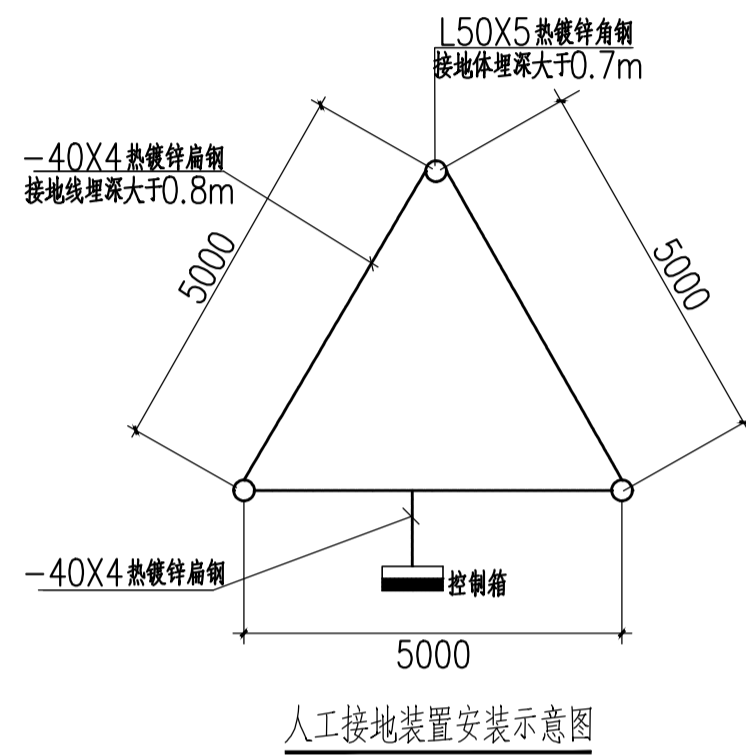 L50X5热镀锌角钢
接地体埋深大于0.7m
-40X4热镀锌扁钢
接地线埋深大于0.8m
5000
5000
-40X4热镀锌扁钢
控制箱
5000
人工接地装置安装示意图